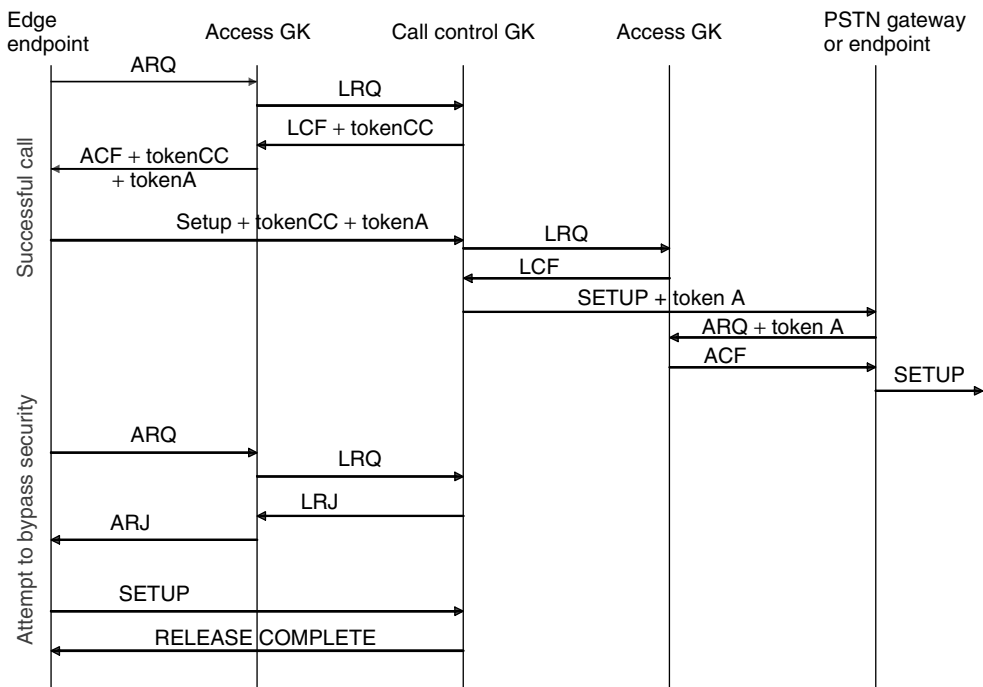 Edge
endpoint
Access GK
Call control GK
Access GK
PSTN gateway
or endpoint
Successful call
ARQ
LRQ
LCF + tokenCC
ACF + tokenCC
+ tokenA
Setup + tokenCC + tokenA
LRQ
LCF
SETUP + token A
ARQ + token A
ACF
SETUP
Attempt to bypass security
ARQ
LRQ
LRJ
ARJ
SETUP
RELEASE COMPLETE